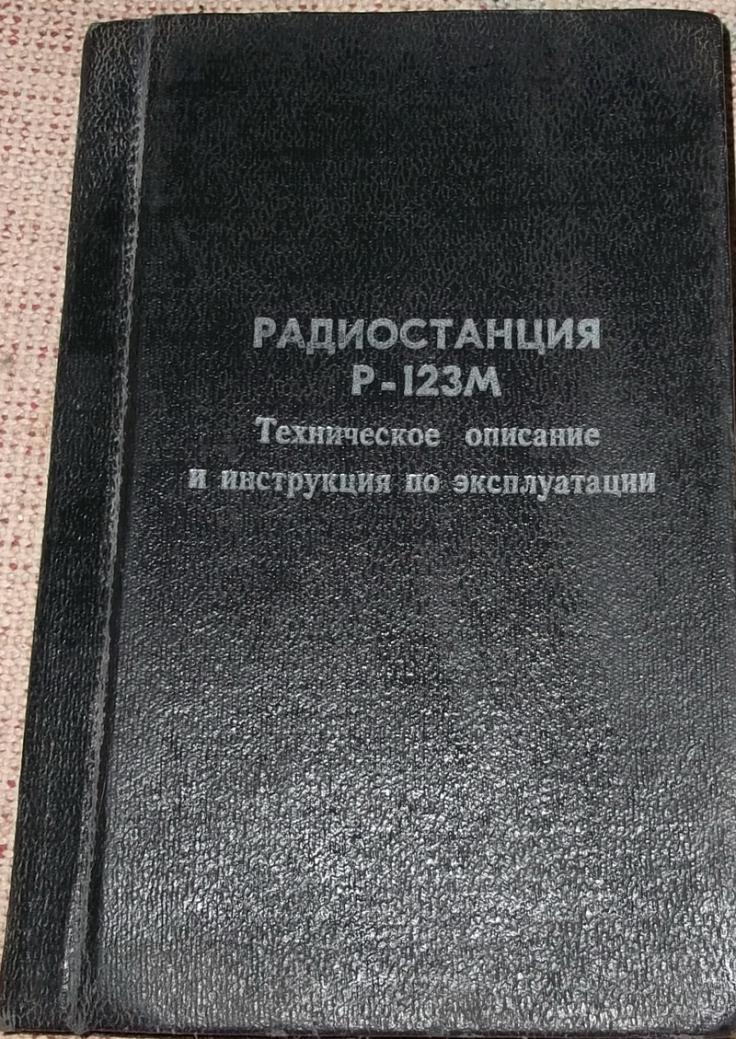 РАДИОСТАНЦИЯ
Р-123М
Техническое описание
и инструкция по эксплуатации